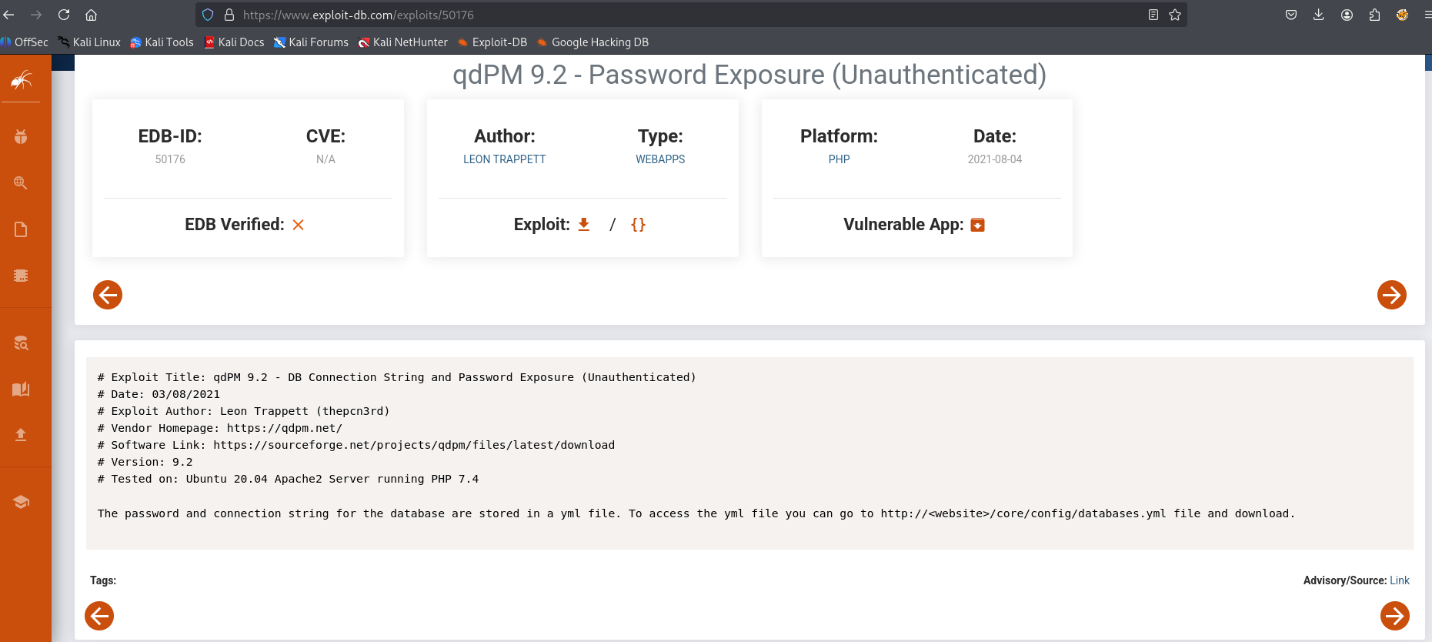 https://www.exploit-db.com/exploits/50176
OffSec Kali Linux Kali Tools Kali Docs Kali Forums Kali NetHunter Exploit-DB Google Hacking DB
qdPM 9.2 - Password Exposure (Unauthenticated)
EDB-ID: CVE: Author: Type: Platform: Date:
50176 N/A LEON TRAPPETT WEBAPPS PHP 2021-08-04
EDB Verified: × Exploit: / {} Vulnerable App:
# Exploit Title: qdPM 9.2 - DB Connection String and Password Exposure (Unauthenticated)
# Date: 03/08/2021
# Exploit Author: Leon Trappett (thepcn3rd)
# Vendor Homepage: https://qdpm.net/
# Software Link: https://sourceforge.net/projects/qdpm/files/latest/download
# Version: 9.2
# Tested on: Ubuntu 20.04 Apache2 Server running PHP 7.4
The password and connection string for the database are stored in a yml file. To access the yml file you can go to http://<website>/core/config/databases.yml file and download.
Tags: Advisory/Source: Link